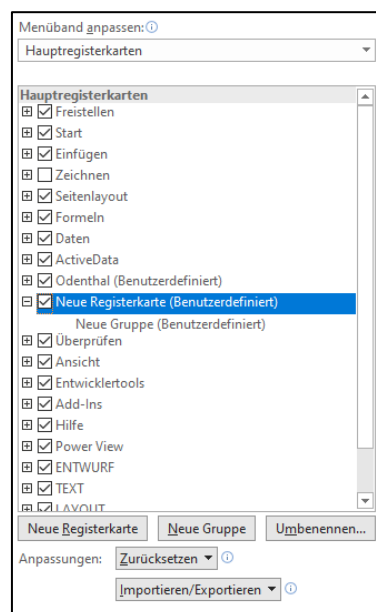 Menüband anpassen:
Hauptregisterkarten
Hauptregisterkarten
Freistellen
Start
Einfügen
Zeichnen
Seitenlayout
Formeln
Daten
ActiveData
Odenthal (Benutzerdefiniert)
Neue Registerkarte (Benutzerdefiniert)
Neue Gruppe (Benutzerdefiniert)
Überprüfen
Ansicht
Entwicklertools
Add-Ins
Hilfe
Power View
ENTWURF
TEXT
LAYOUT
Neue Registerkarte Neue Gruppe Umbenennen...
Anpassungen: Zurücksetzen
Importieren/Exportieren